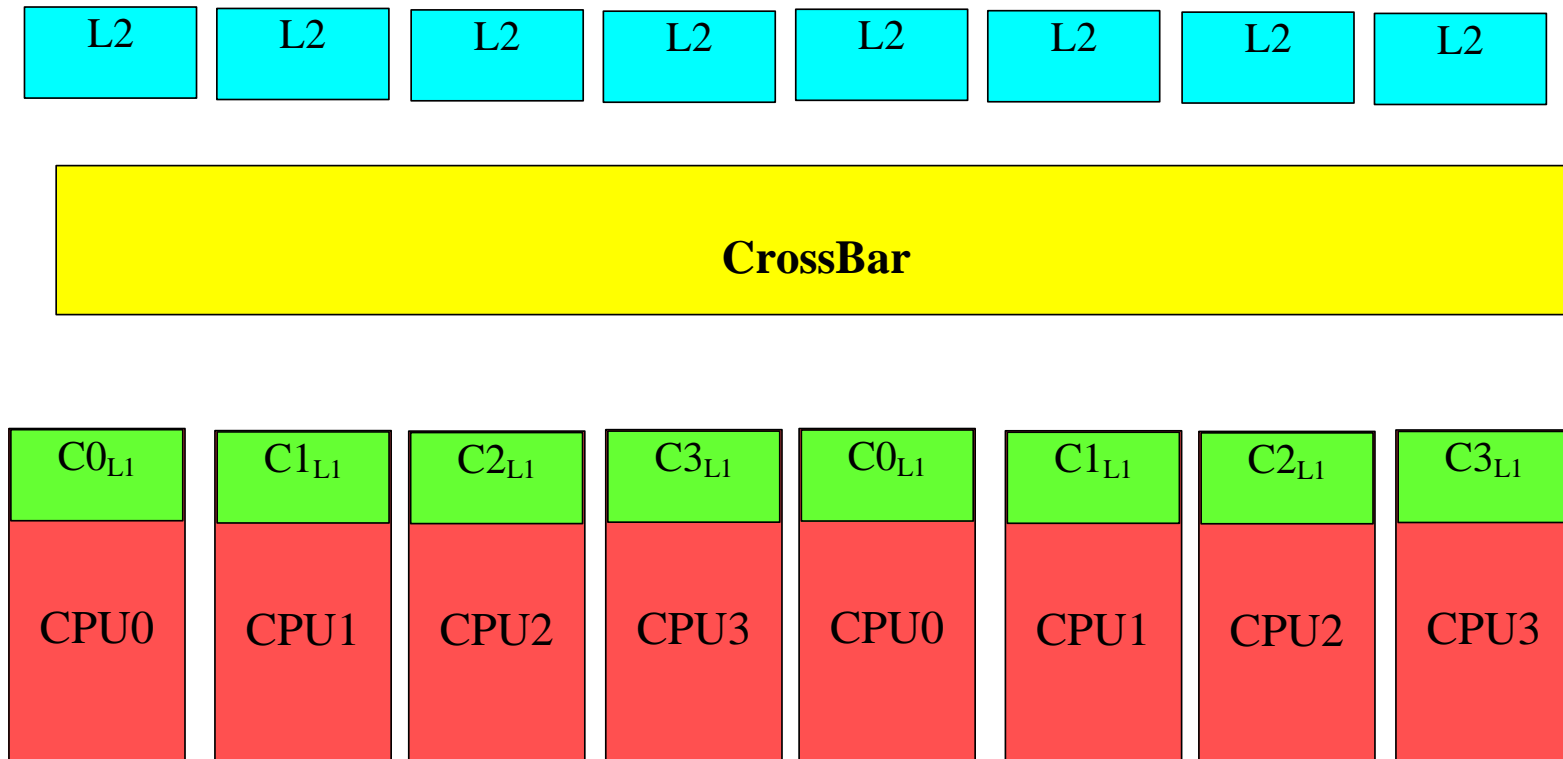 L2 L2 L2 L2 L2 L2 L2 L2
CrossBar
C0L1 C1L1 C2L1 C3L1 C0L1 C1L1 C2L1 C3L1
CPU0 CPU1 CPU2 CPU3 CPU0 CPU1 CPU2 CPU3